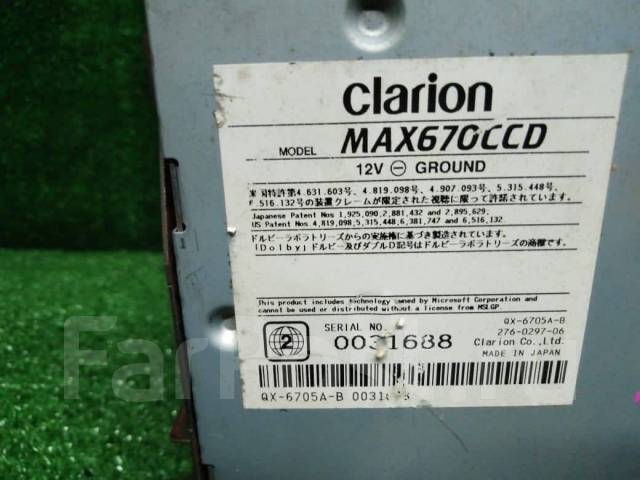 clarion
MODEL MAX670CCD
12V ⊖ GROUND
米国特許第4.631.603号、4.819.098号、4.907.093号、5.315.448号、
6.516.132号の装置クレームが限定された視聴に限って許諾されています。
Japanese Patent Nos 1,925,090,2,881,432 and 2,895,629,
US Patent Nos 4,819,098,5,315,448,6,381,747 and 6,516,132
ドルビーラボラトリーズからの実施権に基づき製造されています。
「Dolby」ドルビー及びダブルD記号はドルビーラボラトリーズの商標です。
This product includes technology owned by Microsoft Corporation and
cannot be used or distributed without a license from MSLGP
2
SERIAL NO.
0031688
QX-6705A-B
276-0297-06
Clarion Co.,Ltd.
MADE IN JAPAN
QX-6705A-B 0031